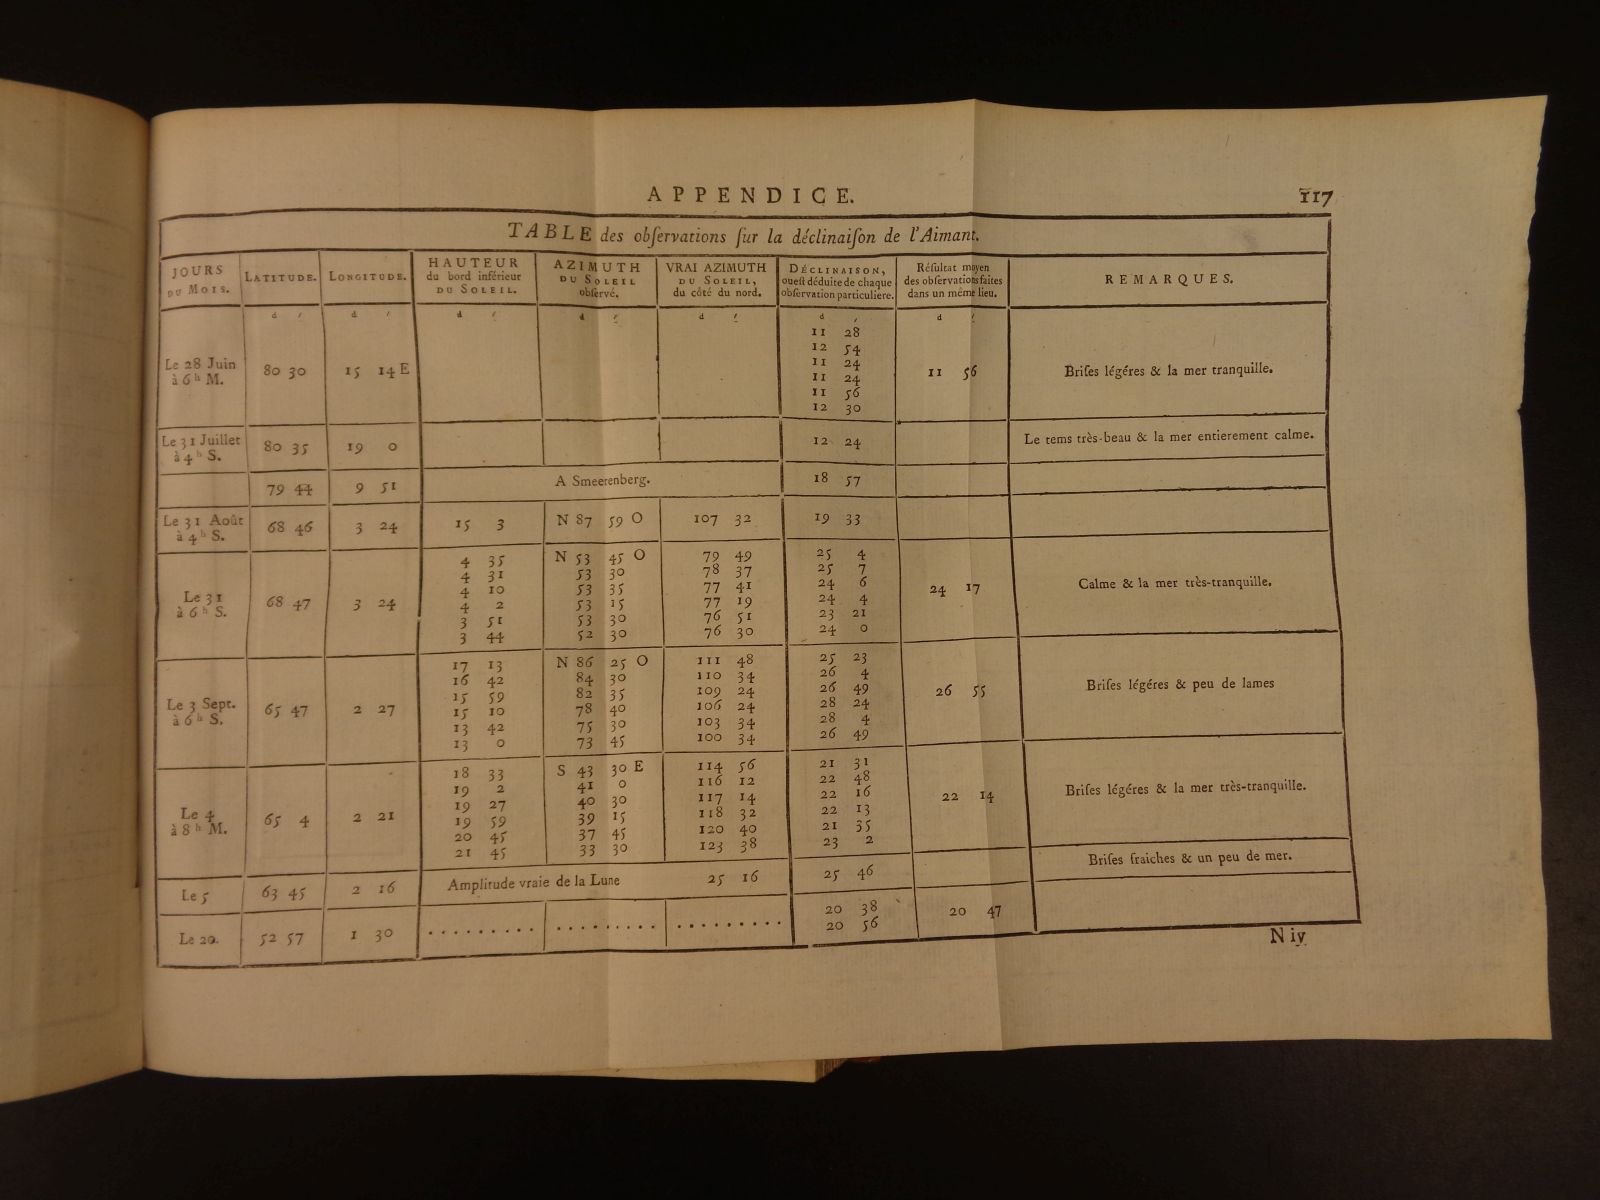 APPENDICE. 117
TABLE des obſervations ſur la déclinaiſon de l'Aimant.
JOURS DU MOIS. | LATITUDE. | LONGITUDE. | HAUTEUR du bord inférieur DU SOLEIL. | AZIMUTH DU SOLEIL obſervé. | VRAI AZIMUTH DU SOLEIL, du côté du nord. | DÉCLINAISON, oueſt déduite de chaque obſervation particuliere. | Réſultat moyen des obſervations faites dans un même lieu. | REMARQUES.
d ′ | d ′ | d ′ | d ′ | d ′ | d ′ | d ′
Le 28 Juin à 6 h M. | 80 30 | 15 14 E | 11 28 | 11 56 | Briſes légéres & la mer tranquille.
12 54
11 24
11 24
11 56
12 30
Le 31 Juillet à 4 h S. | 80 35 | 19 0 | 12 24 | Le tems très-beau & la mer entierement calme.
79 44 | 9 51 | A Smeerenberg. | 18 57
Le 31 Août à 4 h S. | 68 46 | 3 24 | 15 3 | N 87 59 O | 107 32 | 19 33
Le 31 à 6 h S. | 68 47 | 3 24 | 4 35 | N 53 45 O | 79 49 | 25 4 | 24 17 | Calme & la mer très-tranquille.
4 31 | 53 30 | 78 37 | 25 7
4 10 | 53 35 | 77 41 | 24 6
4 2 | 53 15 | 77 19 | 24 4
3 51 | 53 30 | 76 51 | 23 21
3 44 | 52 30 | 76 30 | 24 0
Le 3 Sept. à 6 h S. | 65 47 | 2 27 | 17 13 | N 86 25 O | 111 48 | 25 23 | 26 55 | Briſes légéres & peu de lames
16 42 | 84 30 | 110 34 | 26 4
15 59 | 82 35 | 109 24 | 26 49
15 10 | 78 40 | 106 24 | 28 24
13 42 | 75 30 | 103 34 | 28 4
13 0 | 73 45 | 100 34 | 26 49
Le 4 à 8 h M. | 65 4 | 2 21 | 18 33 | S 43 30 E | 114 56 | 21 31 | 22 14 | Briſes légéres & la mer très-tranquille.
19 2 | 41 0 | 116 12 | 22 48
19 27 | 40 30 | 117 14 | 22 16
19 59 | 39 15 | 118 32 | 22 13
20 45 | 37 45 | 120 40 | 21 35
21 45 | 33 30 | 123 38 | 23 2
Le 5 | 63 45 | 2 16 | Amplitude vraie de la Lune 25 16 | 25 46 | Briſes fraiches & un peu de mer.
Le 20. | 52 57 | 1 30 | . . . . . . . . . | . . . . . . . . . | . . . . . . . . . | 20 38 | 20 47
20 56
N iv